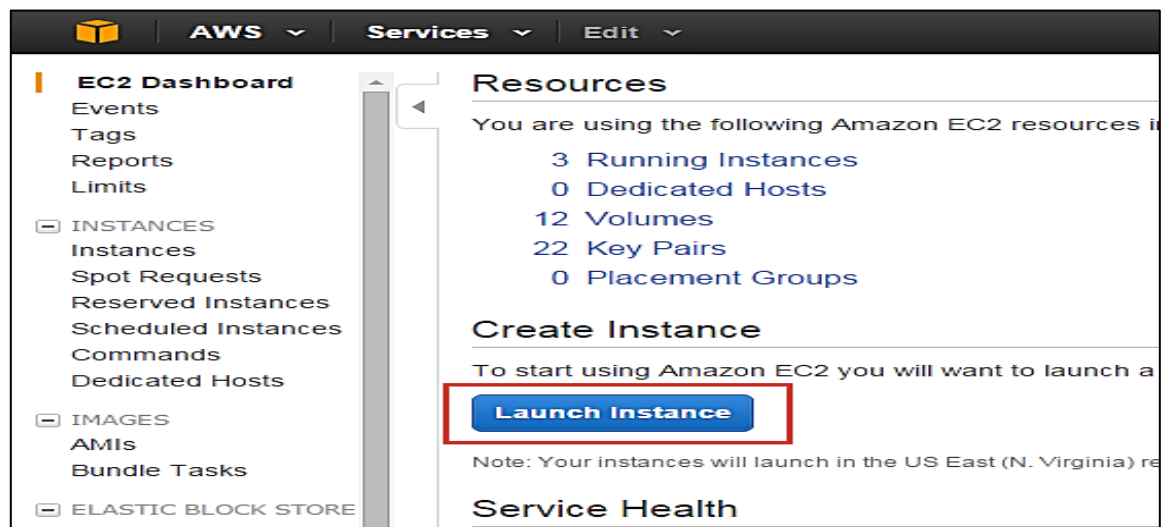 AWS Services Edit
EC2 Dashboard
Events
Tags
Reports
Limits
INSTANCES
Instances
Spot Requests
Reserved Instances
Scheduled Instances
Commands
Dedicated Hosts
IMAGES
AMIs
Bundle Tasks
ELASTIC BLOCK STORE
Resources
You are using the following Amazon EC2 resources
3 Running Instances
0 Dedicated Hosts
12 Volumes
22 Key Pairs
0 Placement Groups
Create Instance
To start using Amazon EC2 you will want to launch a
Launch Instance
Note: Your instances will launch in the US East (N. Virginia) re
Service Health